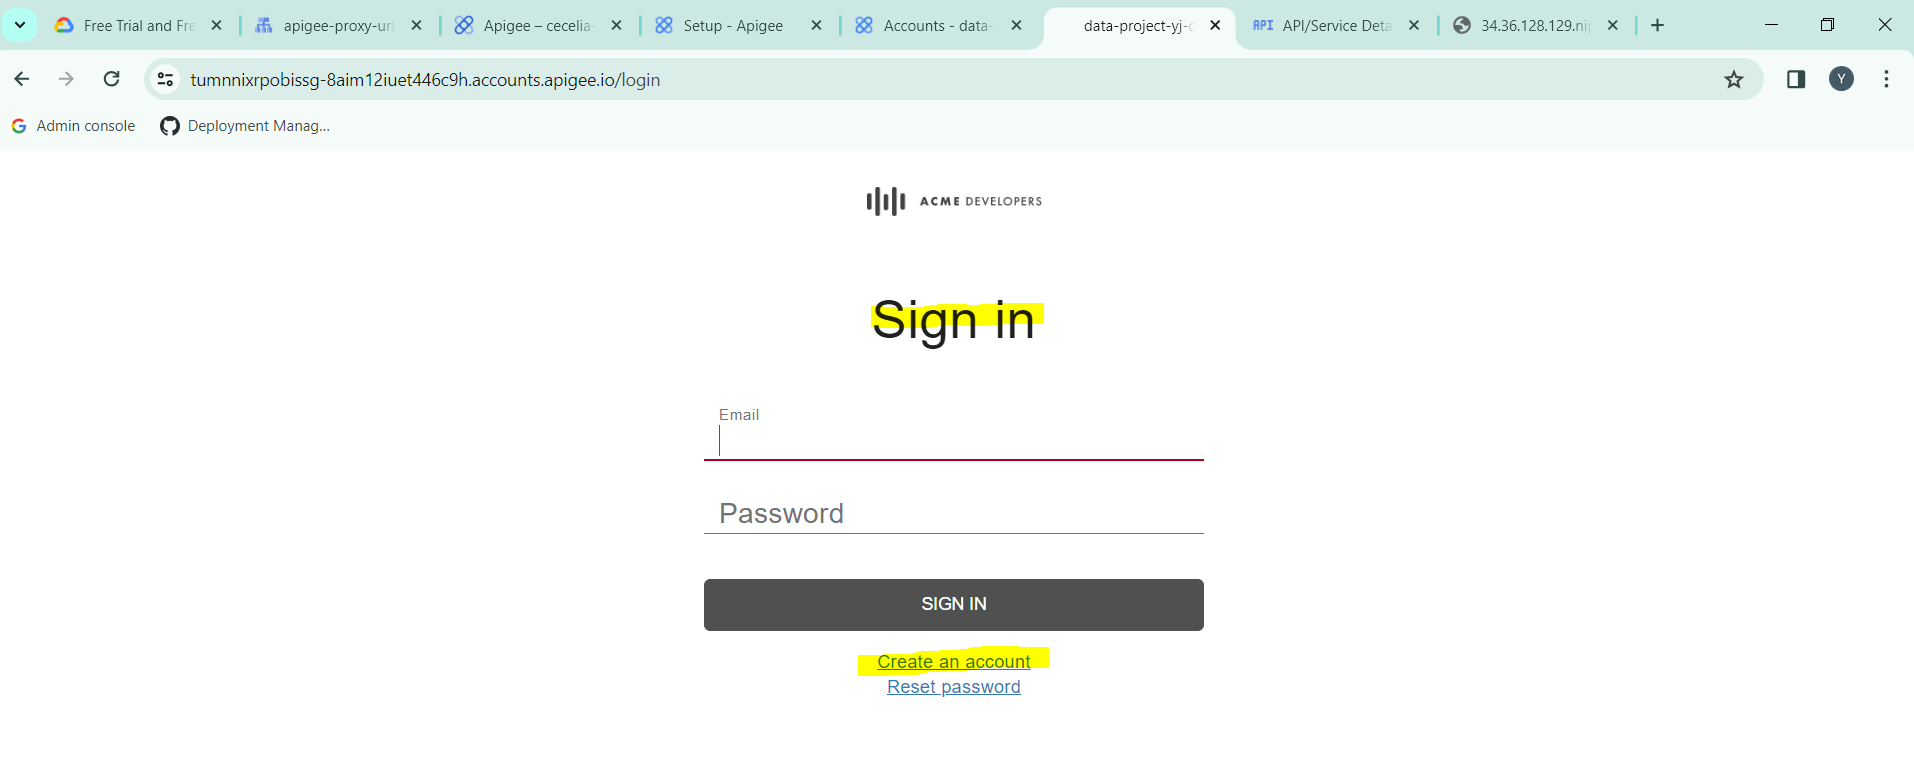 Free Trial and Fre
apigee-proxy-url
Apigee – cecelia-
Setup - Apigee
Accounts - data-
data-project-yj-c
API API/Service Deta
34.36.128.129.nip
tumnnixrpobissg-8aim12iuet446c9h.accounts.apigee.io/login
Y
Admin console
Deployment Manag...
ACME DEVELOPERS
Sign in
Email
Password
SIGN IN
Create an account
Reset password